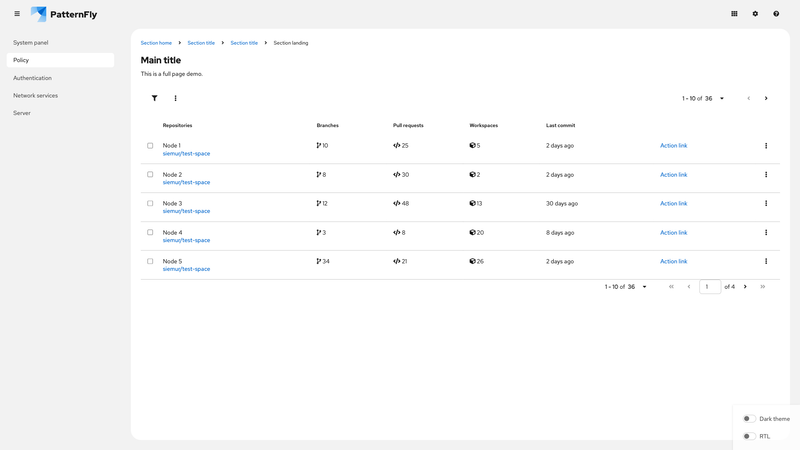 PatternFly
System panel
Policy
Authentication
Network services
Server
Section home Section title Section title Section landing
Main title
This is a full page demo.
1 - 10 of 36
Repositories Branches Pull requests Workspaces Last commit
Node 1 10 25 5 2 days ago Action link
siemur/test-space
Node 2 8 30 2 2 days ago Action link
siemur/test-space
Node 3 12 48 13 30 days ago Action link
siemur/test-space
Node 4 3 8 20 8 days ago Action link
siemur/test-space
Node 5 34 21 26 2 days ago Action link
siemur/test-space
1 - 10 of 36 1 of 4
Dark theme
RTL